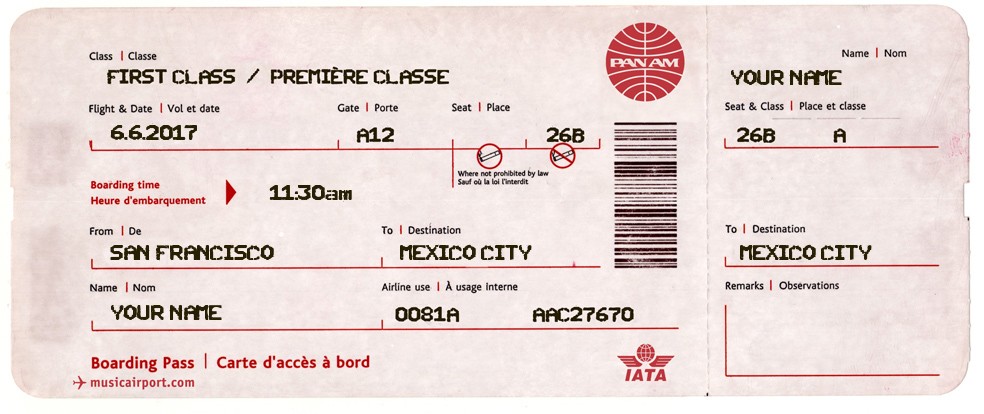 Class | Classe
FIRST CLASS / PREMIÈRE CLASSE
Flight & Date | Vol et date
Gate | Porte
Seat | Place
6.6.2017
A12
26B
Where not prohibited by law
Sauf où la loi l'interdit
Boarding time
Heure d'embarquement
11:30am
From | De
To | Destination
SAN FRANCISCO
MEXICO CITY
Name | Nom
Airline use | À usage interne
YOUR NAME
0081A
AAC27670
Boarding Pass | Carte d'accès à bord
musicairport.com
PAN AM
IATA
Name | Nom
YOUR NAME
Seat & Class | Place et classe
26B
A
To | Destination
MEXICO CITY
Remarks | Observations